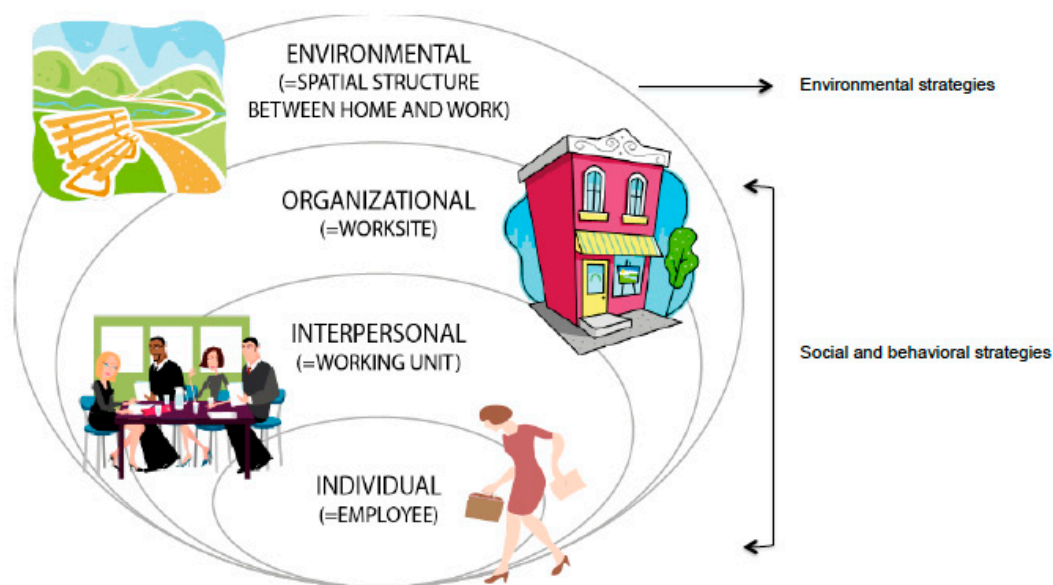 ENVIRONMENTAL
(=SPATIAL STRUCTURE
BETWEEN HOME AND WORK)
Environmental strategies
ORGANIZATIONAL
(=WORKSITE)
INTERPERSONAL
(=WORKING UNIT)
Social and behavioral strategies
INDIVIDUAL
(=EMPLOYEE)